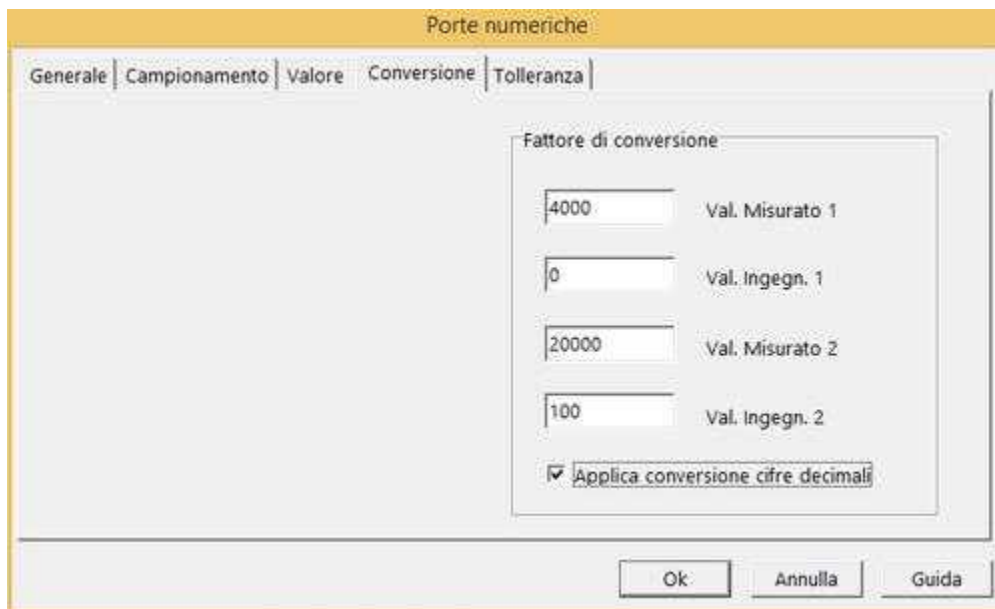 Porte numeriche
Generale Campionamento Valore Conversione Tolleranza
Fattore di conversione
4000 Val. Misurato 1
0 Val. Ingegn. 1
20000 Val. Misurato 2
100 Val. Ingegn. 2
Applica conversione cifre decimali
Ok Annulla Guida